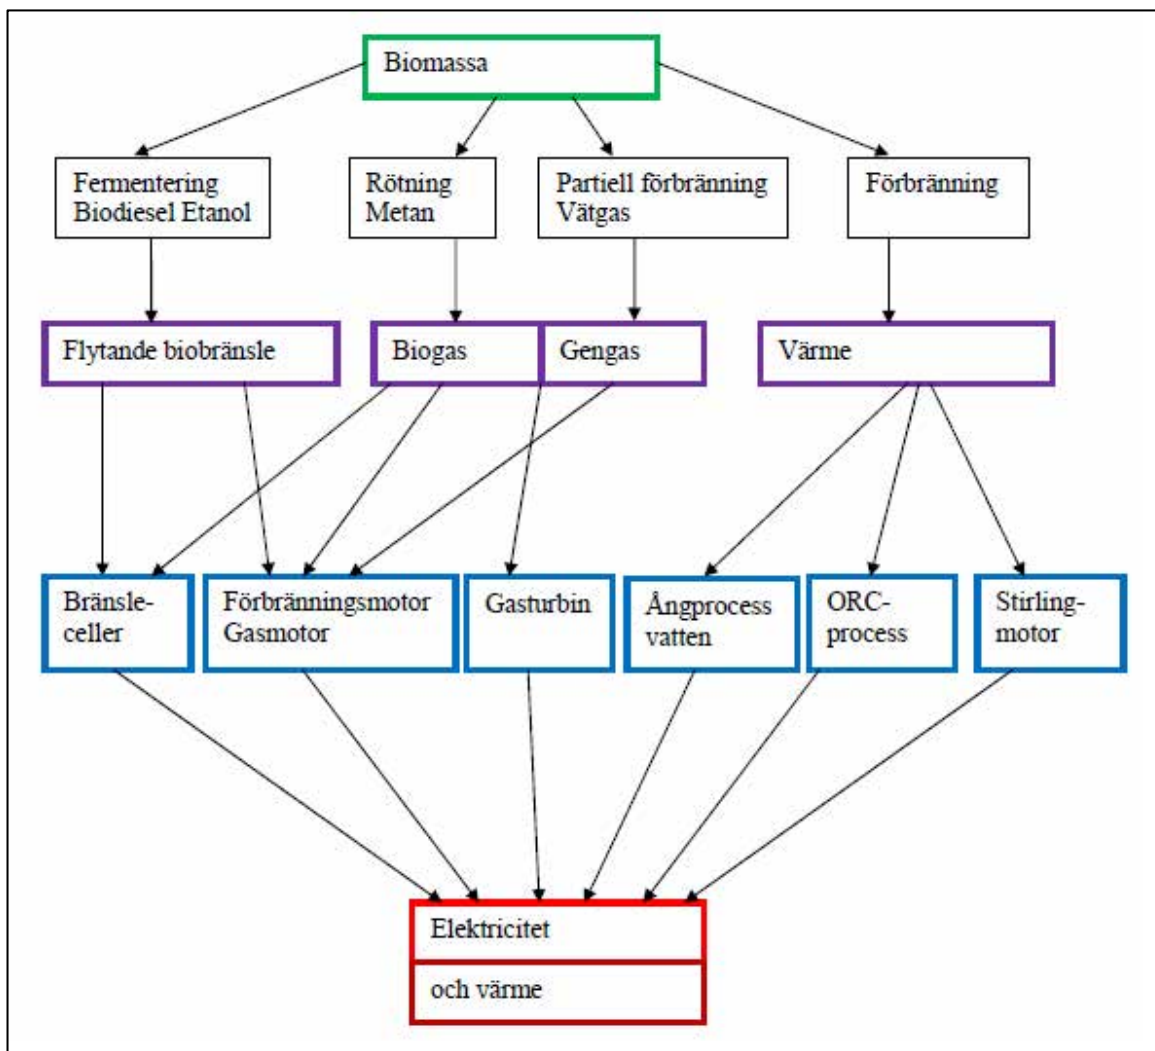 Biomassa
Fermentering
Biodiesel Etanol
Rötning
Metan
Partiell förbränning
Vätgas
Förbränning
Flytande biobränsle
Biogas
Gengas
Värme
Bränsle-
celler
Förbränningsmotor
Gasmotor
Gasturbin
Ångprocess
vatten
ORC-
process
Stirling-
motor
Elektricitet
och värme